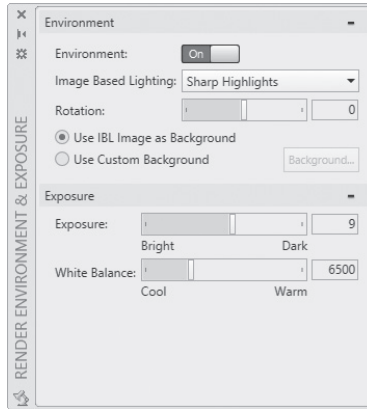 Environment
Environment: On
Image Based Lighting: Sharp Highlights
Rotation: 0
Use IBL Image as Background
Use Custom Background Background...
Exposure
Exposure: 9
Bright Dark
White Balance: 6500
Cool Warm
RENDER ENVIRONMENT & EXPOSURE